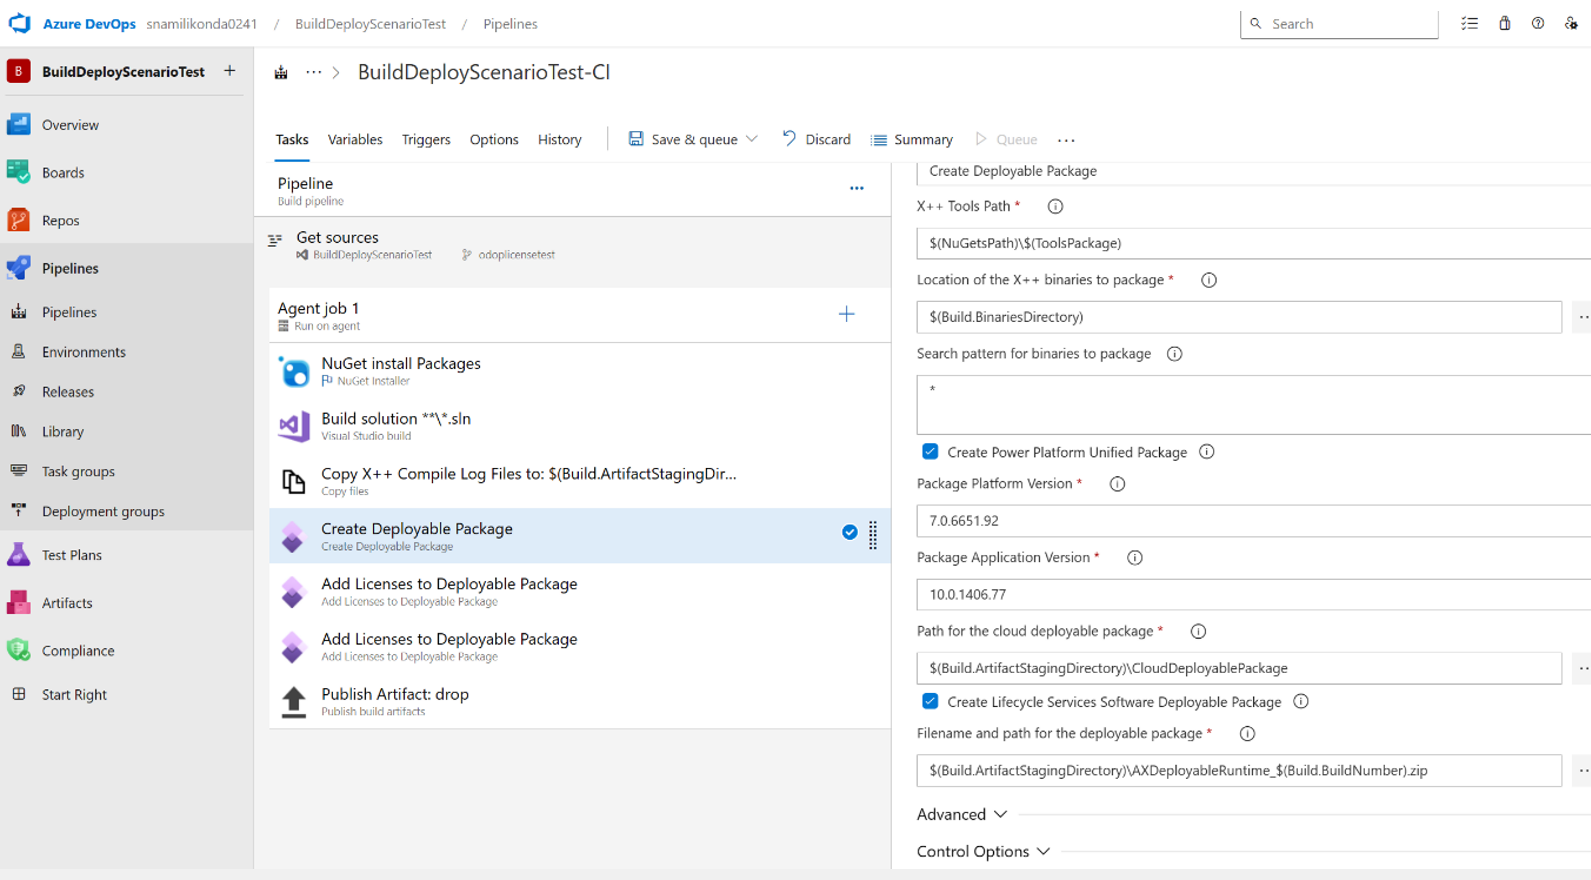 Azure DevOps snamilikonda0241 / BuildDeployScenarioTest / Pipelines Search
B BuildDeployScenarioTest +
Overview
Boards
Repos
Pipelines
Pipelines
Environments
Releases
Library
Task groups
Deployment groups
Test Plans
Artifacts
Compliance
Start Right
··· > BuildDeployScenarioTest-CI
Tasks Variables Triggers Options History Save & queue Discard Summary Queue ···
Pipeline
Build pipeline
···
Get sources
BuildDeployScenarioTest odoplicensetest
Agent job 1
Run on agent
NuGet install Packages
NuGet Installer
Build solution **\*.sln
Visual Studio build
Copy X++ Compile Log Files to: $(Build.ArtifactStagingDir...
Copy files
Create Deployable Package
Create Deployable Package
Add Licenses to Deployable Package
Add Licenses to Deployable Package
Add Licenses to Deployable Package
Add Licenses to Deployable Package
Publish Artifact: drop
Publish build artifacts
Create Deployable Package
X++ Tools Path *
$(NuGetsPath)\$(ToolsPackage)
Location of the X++ binaries to package *
$(Build.BinariesDirectory)
Search pattern for binaries to package
*
Create Power Platform Unified Package
Package Platform Version *
7.0.6651.92
Package Application Version *
10.0.1406.77
Path for the cloud deployable package *
$(Build.ArtifactStagingDirectory)\CloudDeployablePackage
Create Lifecycle Services Software Deployable Package
Filename and path for the deployable package *
$(Build.ArtifactStagingDirectory)\AXDeployableRuntime_$(Build.BuildNumber).zip
Advanced
Control Options